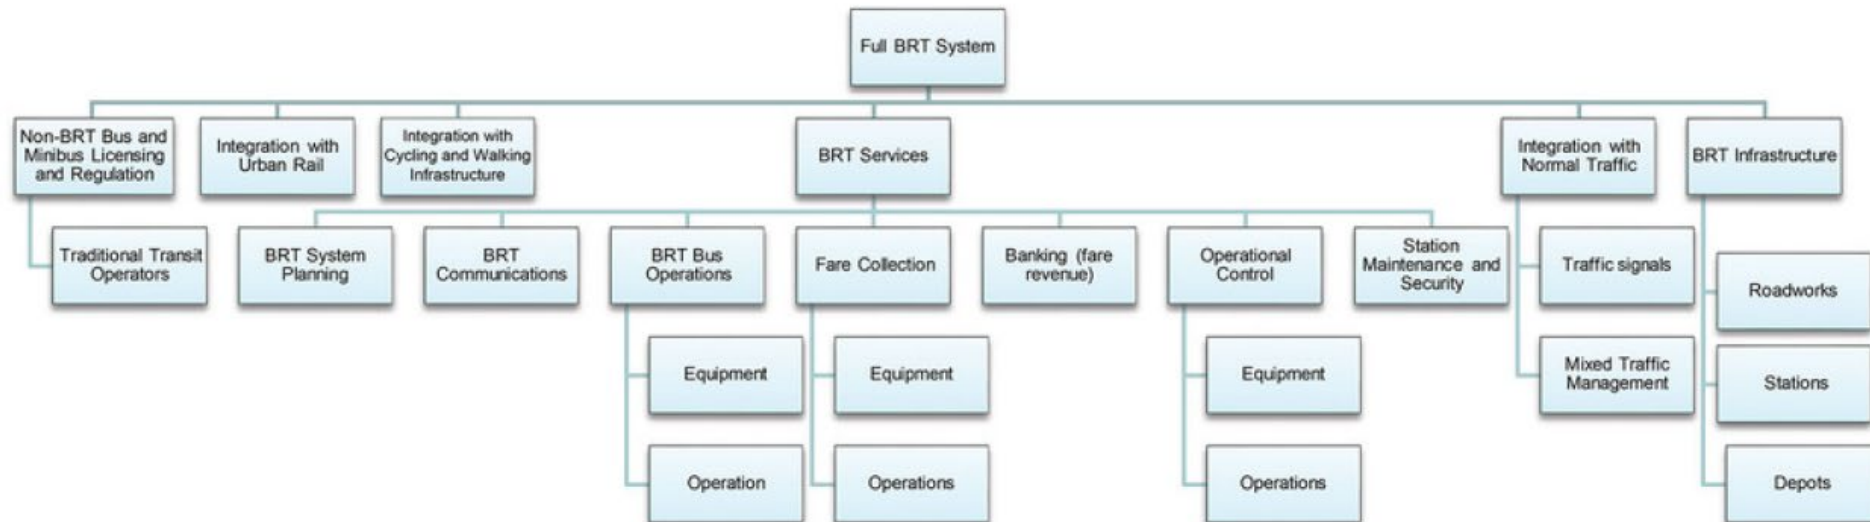 Full BRT System
Non-BRT Bus and
Minibus Licensing
and Regulation
Integration with
Urban Rail
Integration with
Cycling and Walking
Infrastructure
BRT Services
Integration with
Normal Traffic
BRT Infrastructure
Traditional Transit
Operators
BRT System
Planning
BRT
Communications
BRT Bus
Operations
Fare Collection
Banking (fare
revenue)
Operational
Control
Station
Maintenance and
Security
Traffic signals
Roadworks
Equipment
Equipment
Equipment
Mixed Traffic
Management
Stations
Operation
Operations
Operations
Depots